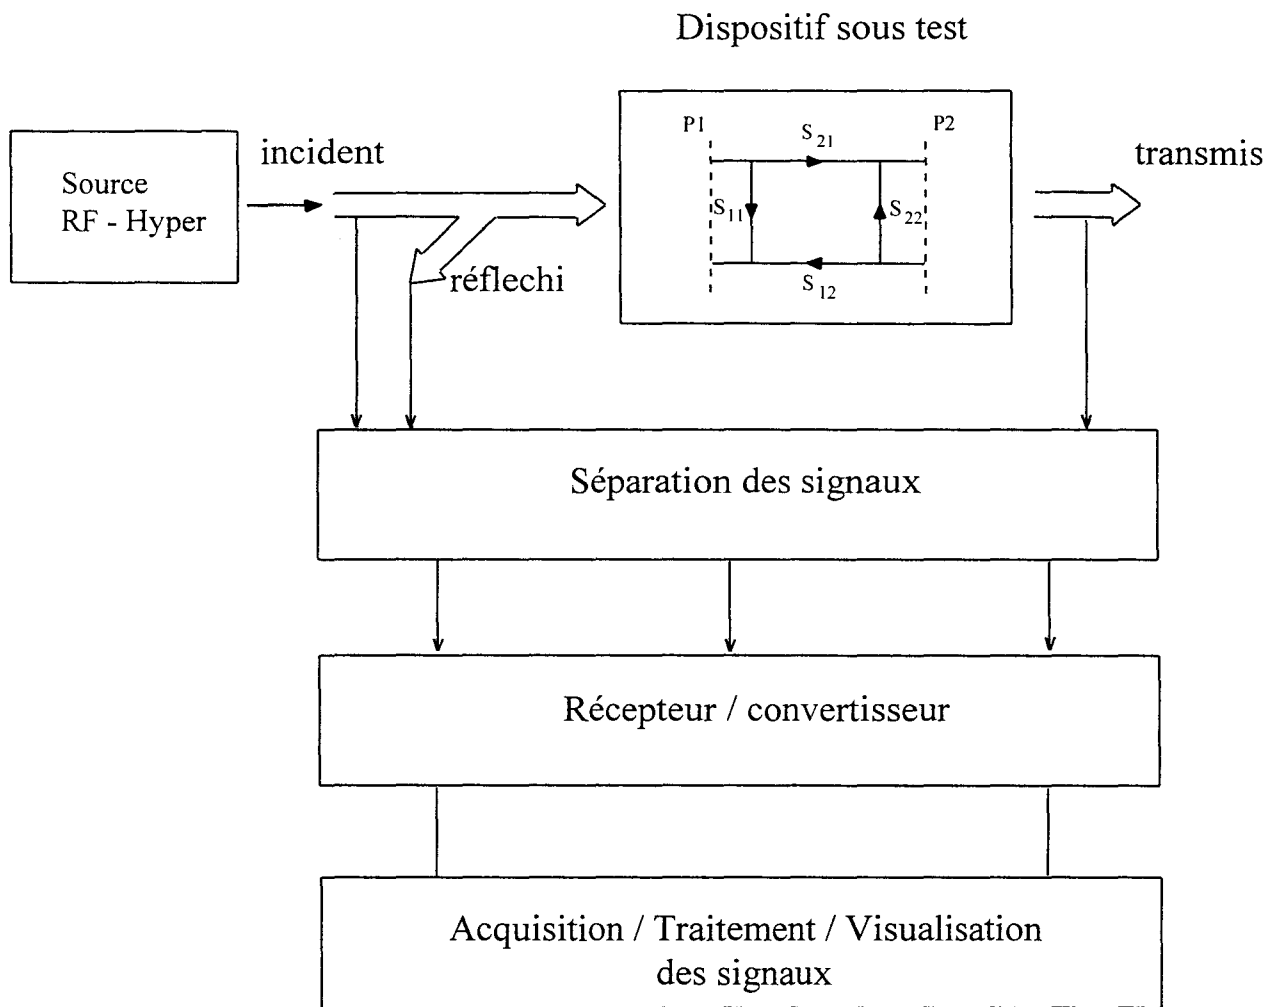 Dispositif sous test
Source
RF - Hyper
incident
réflechi
P1
S21
P2
S11
S22
S12
transmis
Séparation des signaux
Récepteur / convertisseur
Acquisition / Traitement / Visualisation
des signaux